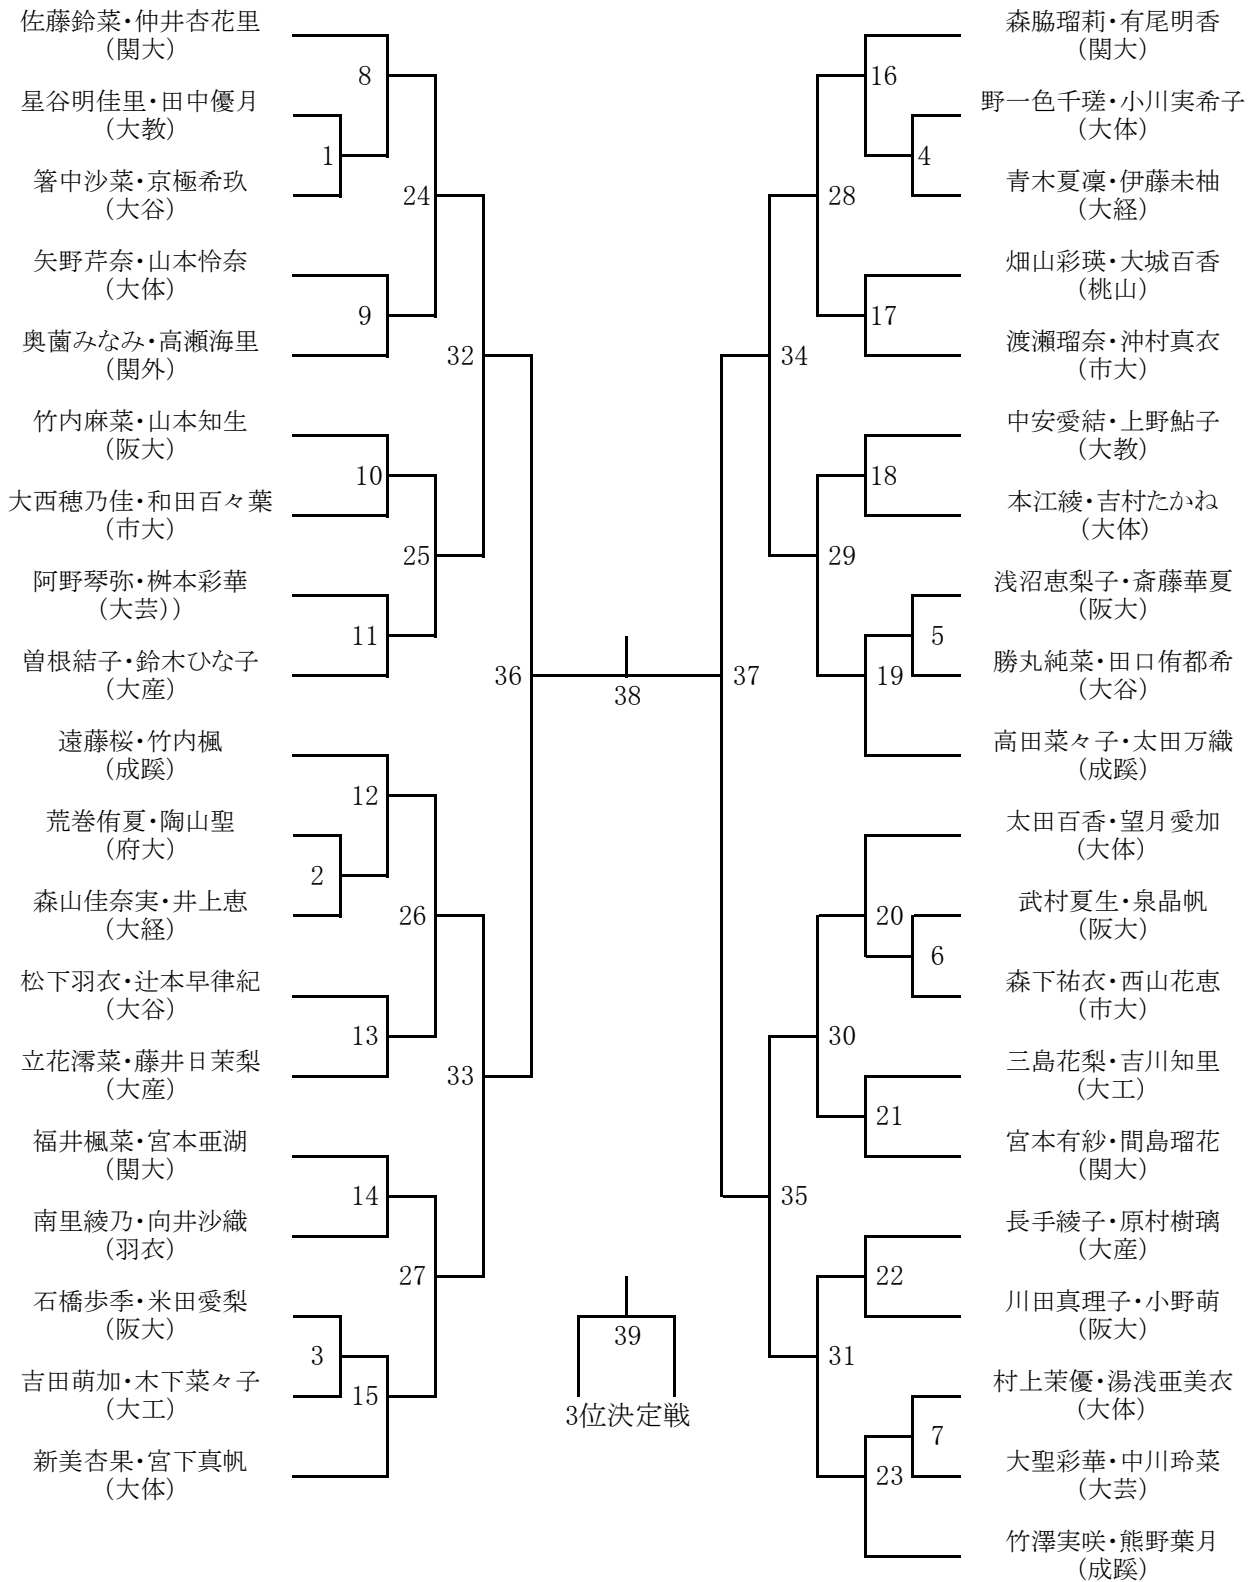 佐藤鈴菜・仲井杏花里
（関大）
8
星谷明佳里・田中優月
（大教）
1
箸中沙菜・京極希玖
（大谷）
24
矢野芹奈・山本怜奈
（大体）
9
奥薗みなみ・高瀬海里
（関外）
32
竹内麻菜・山本知生
（阪大）
10
大西穂乃佳・和田百々葉
（市大）
25
阿野琴弥・桝本彩華
（大芸））
11
曽根結子・鈴木ひな子
（大産）
36
遠藤桜・竹内楓
（成蹊）
12
荒巻侑夏・陶山聖
（府大）
2
森山佳奈実・井上恵
（大経）
26
松下羽衣・辻本早律紀
（大谷）
13
立花澪菜・藤井日茉梨
（大産）
33
福井楓菜・宮本亜湖
（関大）
14
南里綾乃・向井沙織
（羽衣）
27
石橋歩季・米田愛梨
（阪大）
3
吉田萌加・木下菜々子
（大工）
15
新美杏果・宮下真帆
（大体）
38
39
3位決定戦
森脇瑠莉・有尾明香
（関大）
16
野一色千瑳・小川実希子
（大体）
4
青木夏凛・伊藤未柚
（大経）
28
畑山彩瑛・大城百香
（桃山）
17
渡瀬瑠奈・沖村真衣
（市大）
34
中安愛結・上野鮎子
（大教）
18
本江綾・吉村たかね
（大体）
29
浅沼恵梨子・斎藤華夏
（阪大）
5
勝丸純菜・田口侑都希
（大谷）
19
37
高田菜々子・太田万織
（成蹊）
太田百香・望月愛加
（大体）
20
武村夏生・泉晶帆
（阪大）
6
森下祐衣・西山花恵
（市大）
30
三島花梨・吉川知里
（大工）
21
宮本有紗・間島瑠花
（関大）
35
長手綾子・原村樹璃
（大産）
22
川田真理子・小野萌
（阪大）
31
村上茉優・湯浅亜美衣
（大体）
7
大聖彩華・中川玲菜
（大芸）
23
竹澤実咲・熊野葉月
（成蹊）